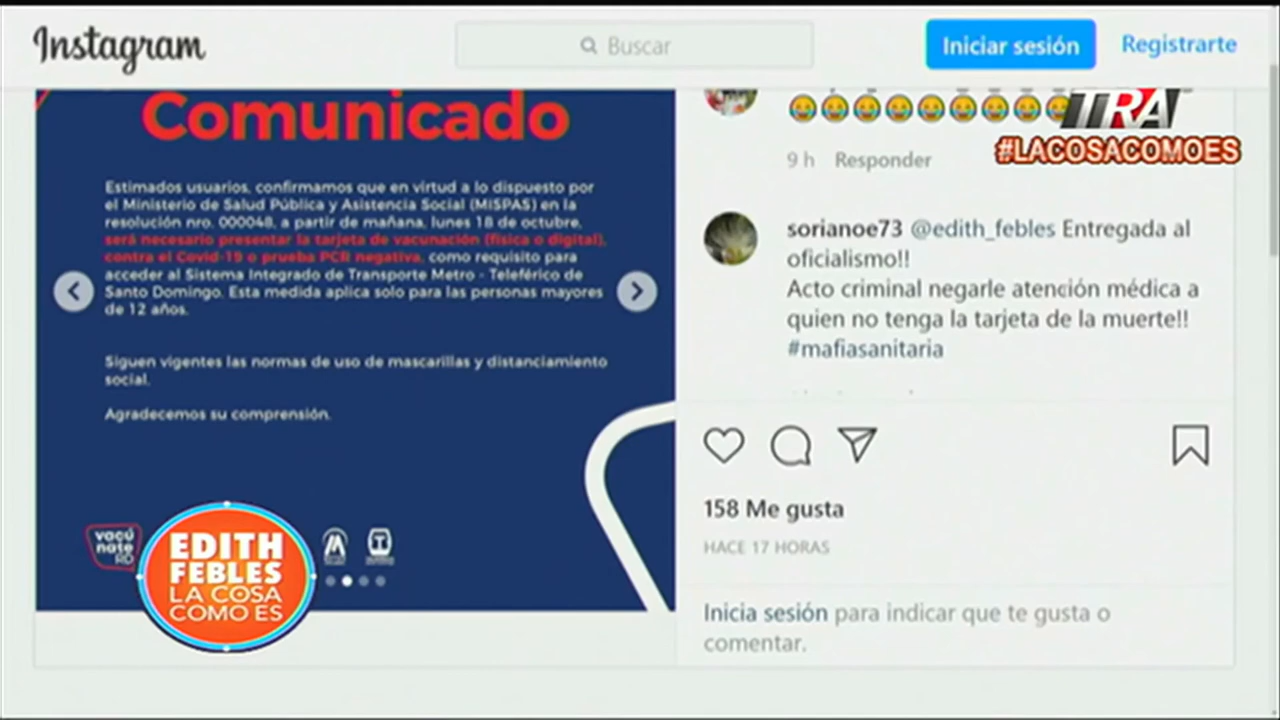 Instagram
Buscar
Iniciar sesión
Registrarte
TRA
#LACOSACOMOES
Comunicado
Estimados usuarios, confirmamos que en virtud a lo dispuesto por
el Ministerio de Salud Pública y Asistencia Social (MISPAS) en la
resolución nro. 000048, a partir de mañana, lunes 18 de octubre,
será necesario presentar la tarjeta de vacunación (física o digital),
contra el Covid-19 o prueba PCR negativa, como requisito para
acceder al Sistema Integrado de Transporte Metro - Teleférico de
Santo Domingo. Esta medida aplica solo para las personas mayores
de 12 años.
Siguen vigentes las normas de uso de mascarillas y distanciamiento
social.
Agradecemos su comprensión.
vacú
nate
RD
EDITH
FEBLES
LA COSA
COMO ES
😂😂😂😂😂😂😂😂😂
9 h Responder
sorianoe73 @edith_febles Entregada al
oficialismo!!
Acto criminal negarle atención médica a
quien no tenga la tarjeta de la muerte!!
#mafiasanitaria
158 Me gusta
HACE 17 HORAS
Inicia sesión para indicar que te gusta o
comentar.